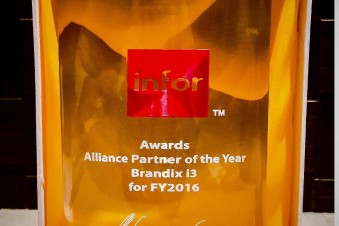 infor
TM
Awards
Alliance Partner of the Year
Brandix i3
for FY2016